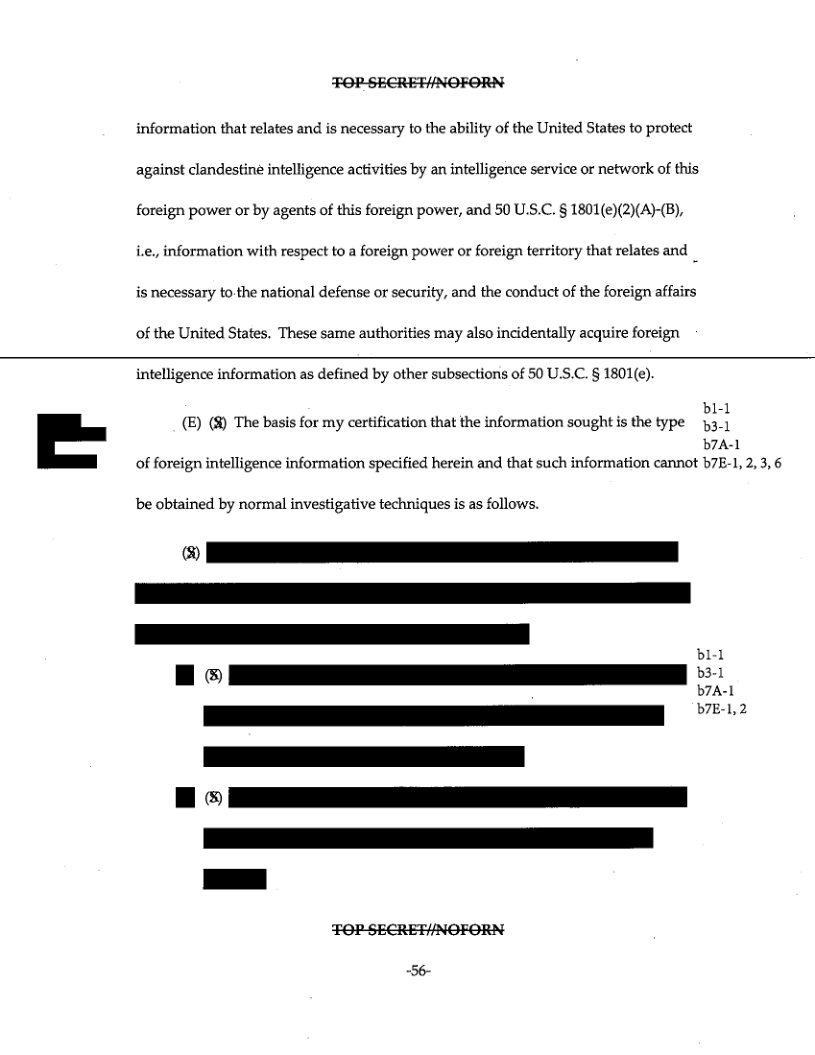 TOP SECRET//NOFORN
information that relates and is necessary to the ability of the United States to protect
against clandestine intelligence activities by an intelligence service or network of this
foreign power or by agents of this foreign power, and 50 U.S.C. § 1801(e)(2)(A)-(B),
i.e., information with respect to a foreign power or foreign territory that relates and
is necessary to the national defense or security, and the conduct of the foreign affairs
of the United States. These same authorities may also incidentally acquire foreign
intelligence information as defined by other subsections of 50 U.S.C. § 1801(e).
(E) (S) The basis for my certification that the information sought is the type
of foreign intelligence information specified herein and that such information cannot
be obtained by normal investigative techniques is as follows.
b1-1
b3-1
b7A-1
b7E-1, 2, 3, 6
(S)
(S)
b1-1
b3-1
b7A-1
b7E-1, 2
(S)
TOP SECRET//NOFORN
-56-